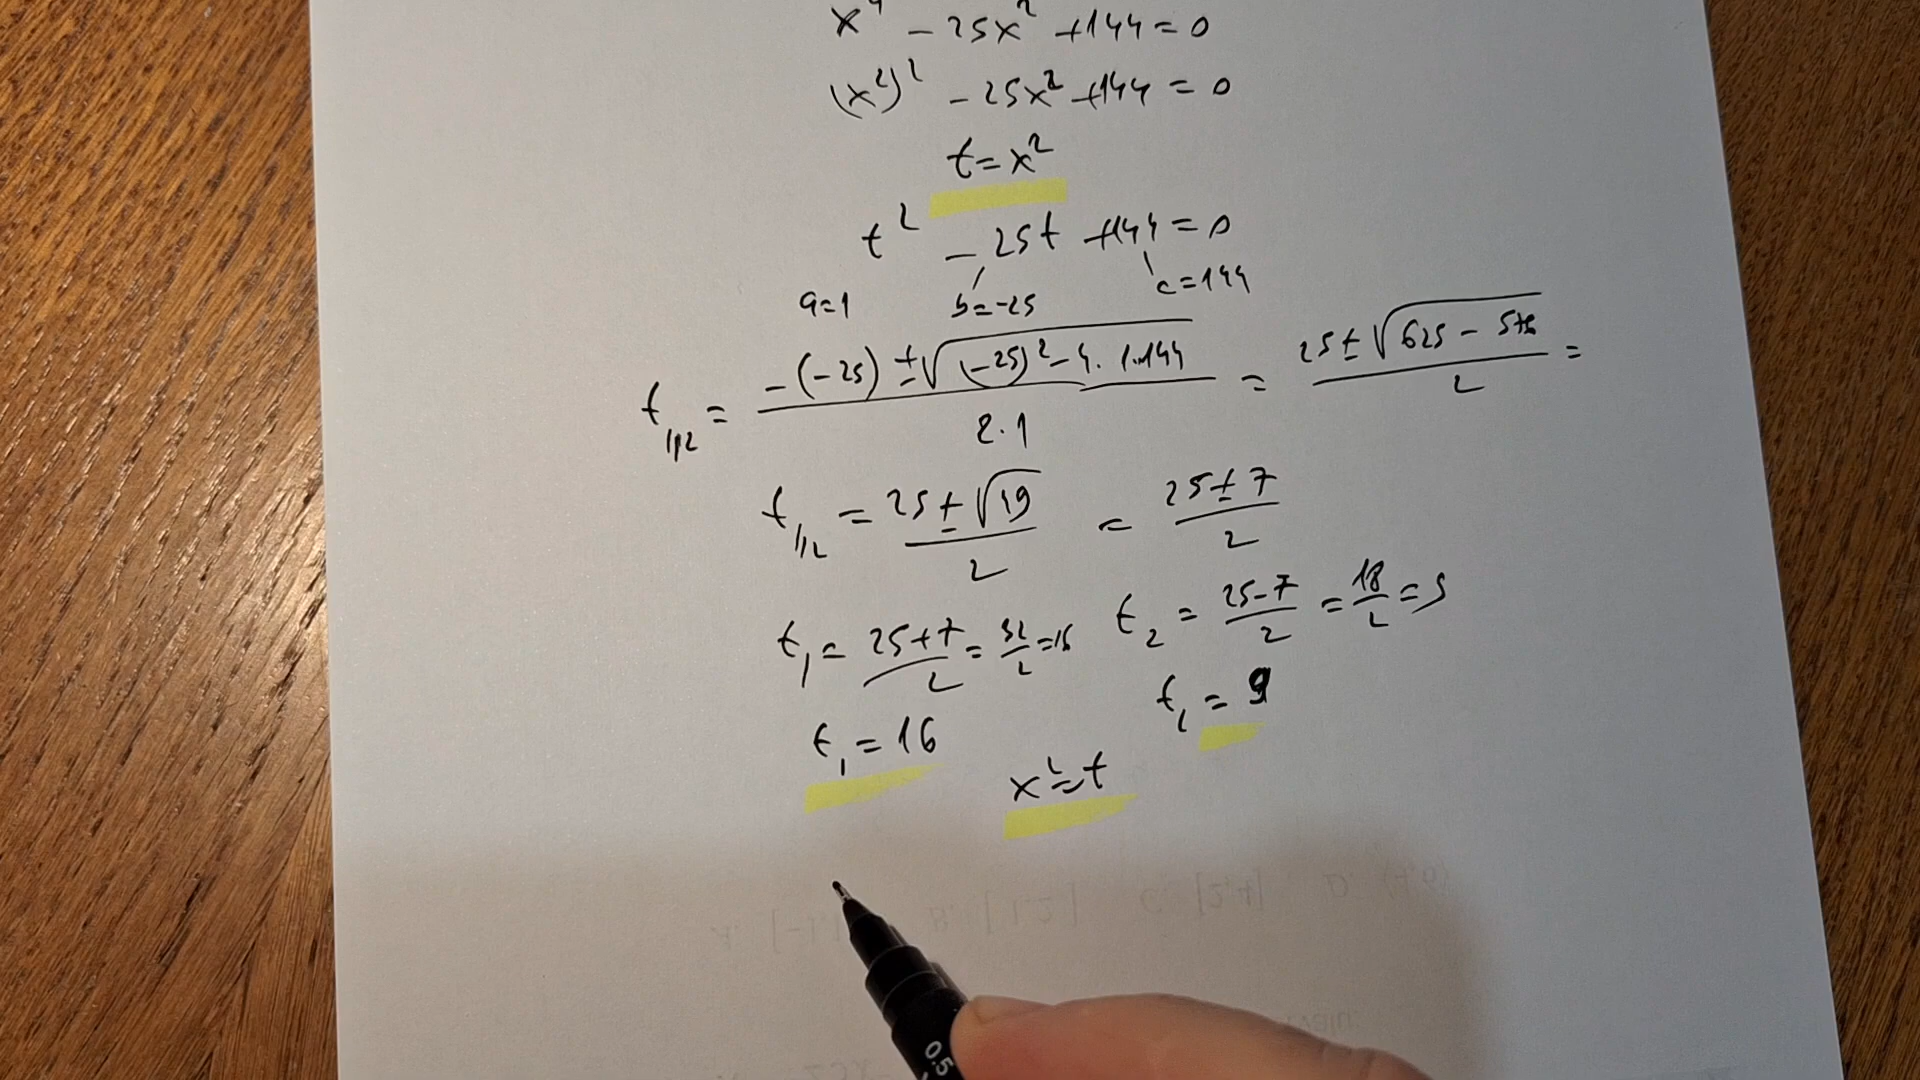 x⁴ - 25x² + 144 = 0
(x²)² - 25x² + 144 = 0
t = x²
t² - 25t + 144 = 0
a=1 b=-25 c=144
t₁,₂ = (-(-25) ± √((-25)² - 4·1·144)) / (2·1) = (25 ± √(625 - 576)) / 2 =
t₁,₂ = (25 ± √49) / 2 = (25 ± 7) / 2
t₁ = (25+7) / 2 = 32/2 = 16 t₂ = (25-7) / 2 = 18/2 = 9
t₁ = 16 t₂ = 9
x² = t
0.5